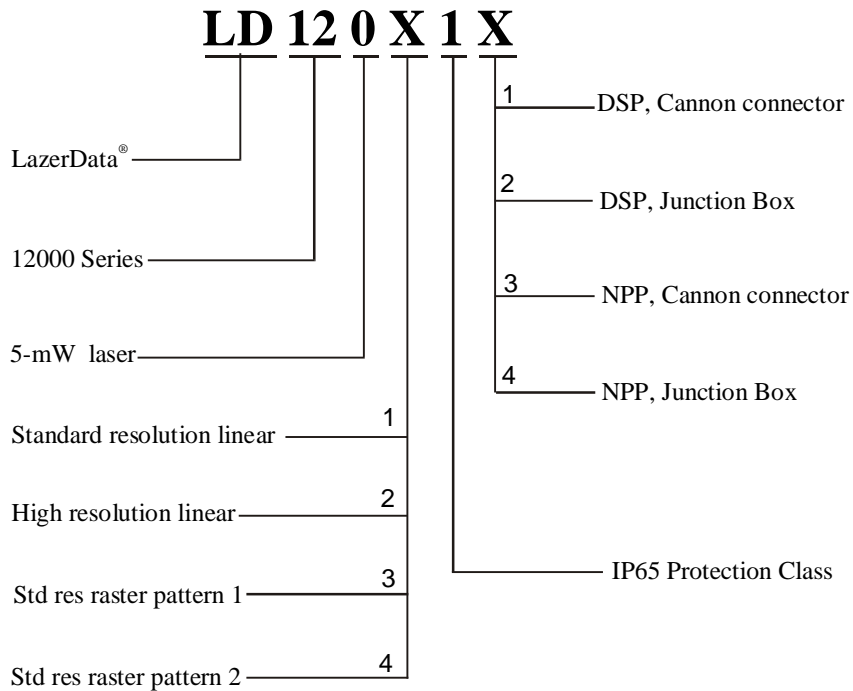 LD 12 0 X 1 X
LazerData®
12000 Series
5-mW laser
1
Standard resolution linear
2
High resolution linear
3
Std res raster pattern 1
4
Std res raster pattern 2
1
DSP, Cannon connector
2
DSP, Junction Box
3
NPP, Cannon connector
4
NPP, Junction Box
IP65 Protection Class